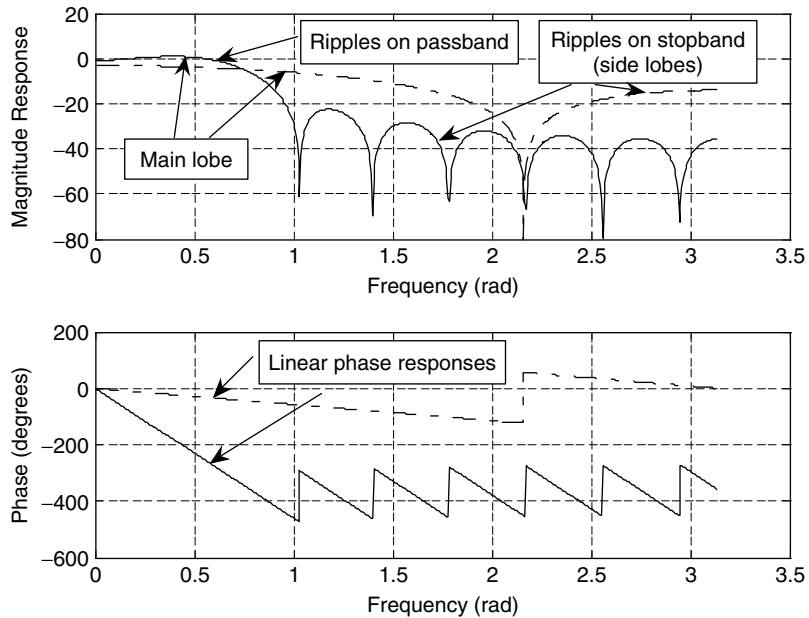 Magnitude Response
20
0
−20
−40
−60
−80
Ripples on passband
Ripples on stopband
(side lobes)
Main lobe
0 0.5 1 1.5 2 2.5 3 3.5
Frequency (rad)
Phase (degrees)
200
0
−200
−400
−600
Linear phase responses
0 0.5 1 1.5 2 2.5 3 3.5
Frequency (rad)